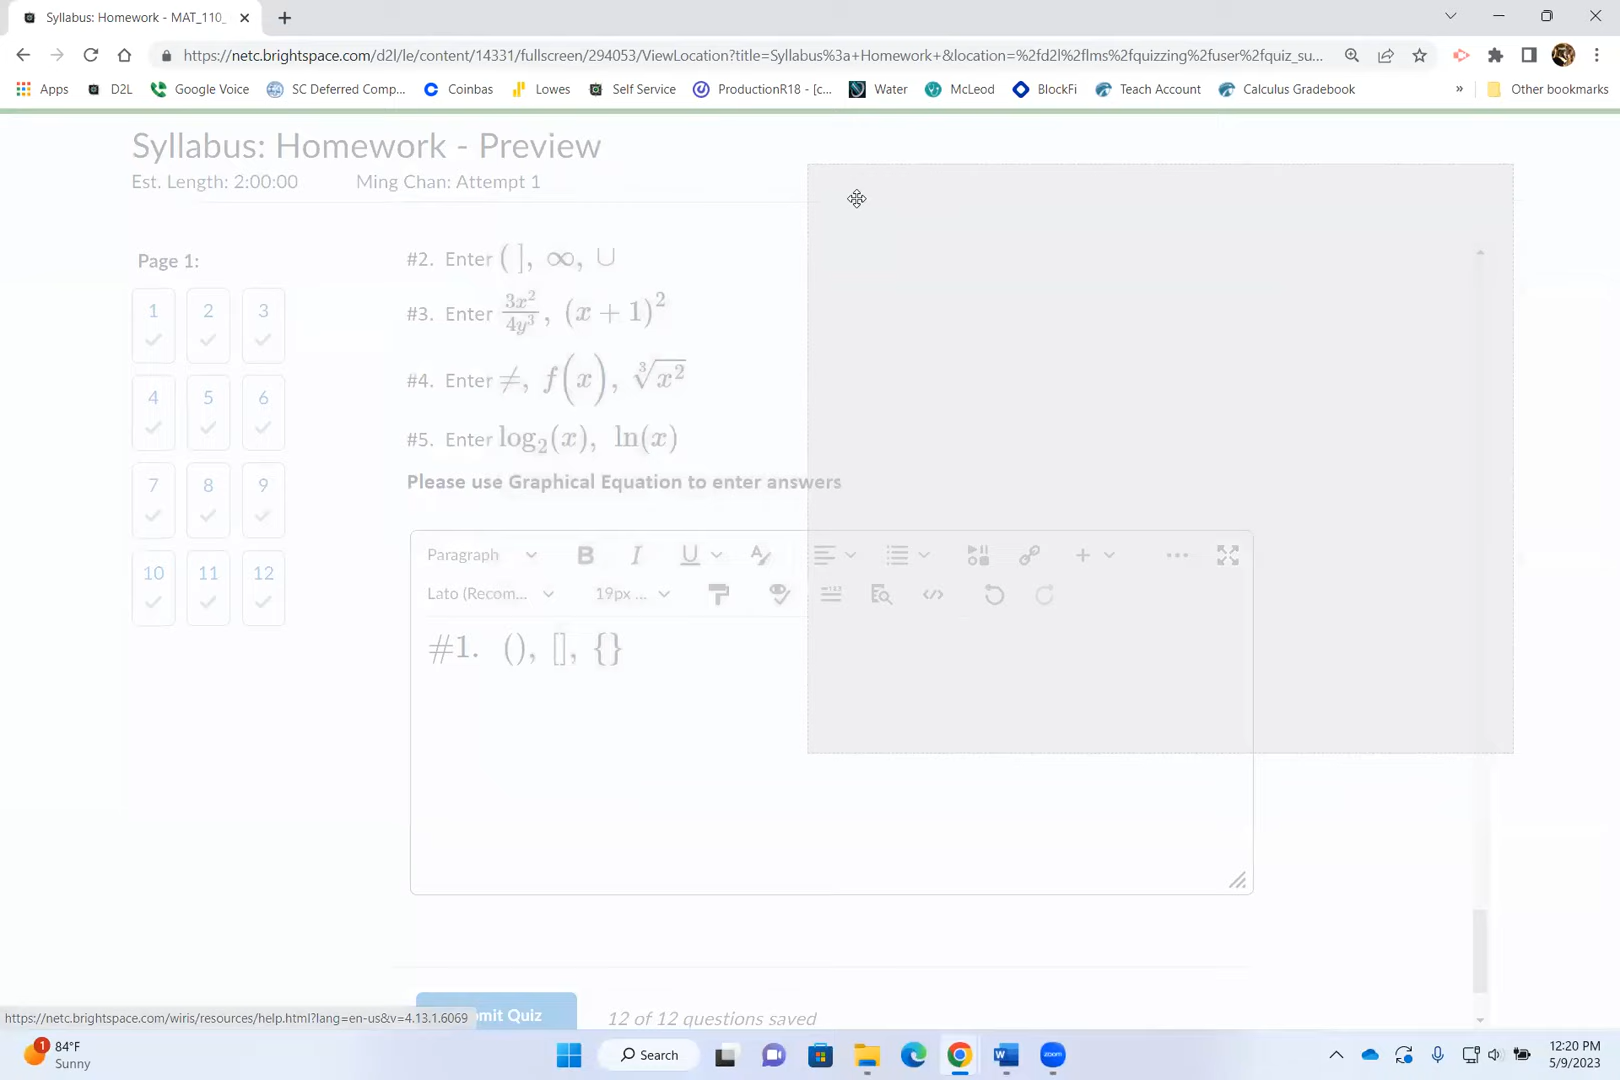 Syllabus: Homework - MAT_110_
https://netc.brightspace.com/d2l/le/content/14331/fullscreen/294053/ViewLocation?title=Syllabus%3a+Homework+&location=%2fd2l%2flms%2fquizzing%2fuser%2fquiz_su...
Apps D2L Google Voice SC Deferred Comp... Coinbas Lowes Self Service ProductionR18 - [c... Water McLeod BlockFi Teach Account Calculus Gradebook » Other bookmarks
Syllabus: Homework - Preview
Est. Length: 2:00:00 Ming Chan: Attempt 1
Page 1:
1 2 3
4 5 6
7 8 9
10 11 12
#2. Enter ( ], ∞, ∪
#3. Enter 3x²/4y³, (x + 1)²
#4. Enter ≠, f(x), ∛x²
#5. Enter log₂(x), ln(x)
Please use Graphical Equation to enter answers
Paragraph B I U A
Lato (Recom... 19px ...
#1. (), [], {}
mit Quiz 12 of 12 questions saved
https://netc.brightspace.com/wiris/resources/help.html?lang=en-us&v=4.13.1.6069
1 84°F
Sunny
Search
zoom
12:20 PM
5/9/2023